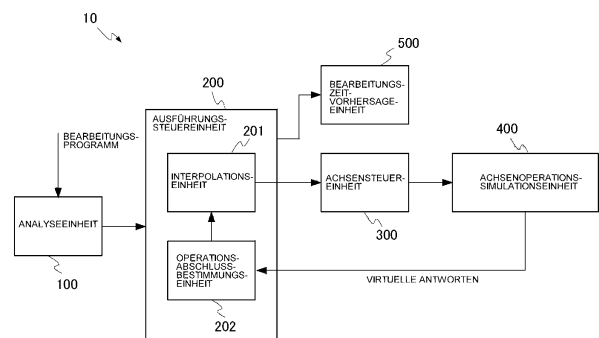 10
500
BEARBEITUNGS-
ZEIT-
VORHERSAGE-
EINHEIT
200
AUSFÜHRUNGS-
STEUEREINHEIT
201
400
BEARBEITUNGS-
PROGRAMM
INTERPOLATIONS-
EINHEIT
ACHSENSTEUER-
EINHEIT
ACHSENOPERATIONS-
SIMULATIONSEINHEIT
ANALYSEEINHEIT
300
100
OPERATIONS-
ABSCHLUSS-
BESTIMMUNGS-
EINHEIT
VIRTUELLE ANTWORTEN
202